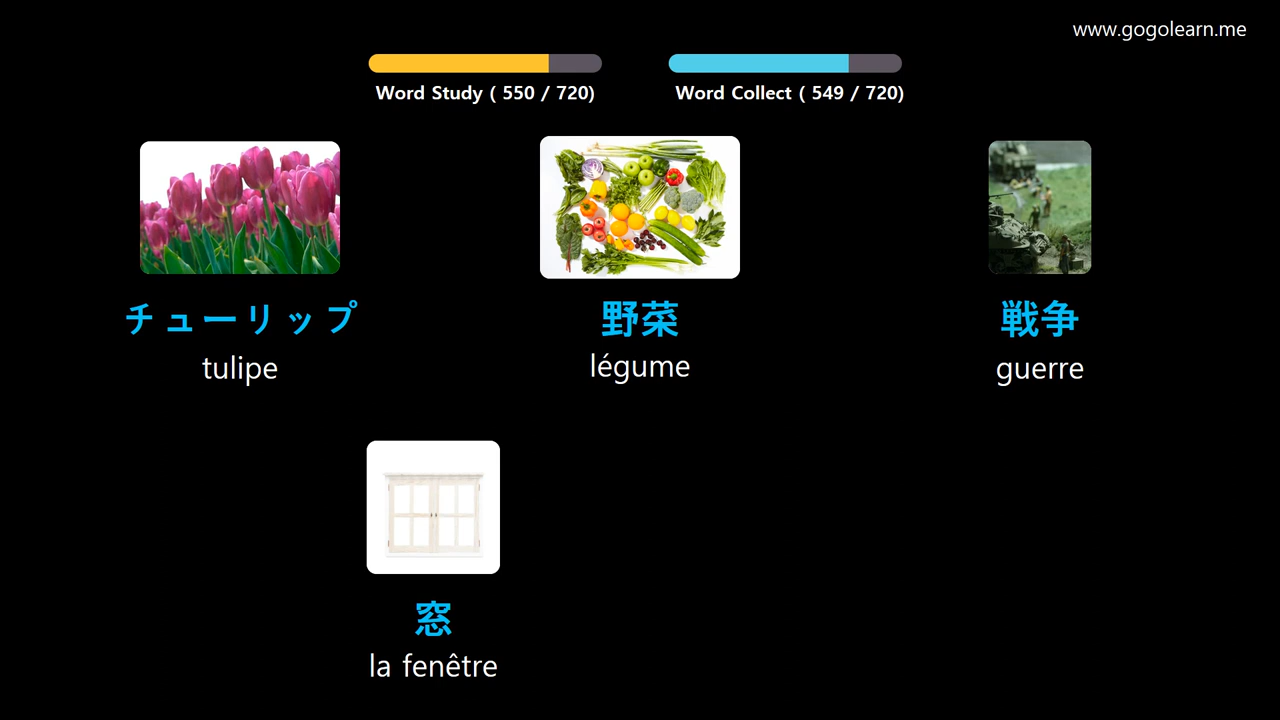 www.gogolearn.me
Word Study ( 550 / 720)
Word Collect ( 549 / 720)
チューリップ
tulipe
野菜
légume
戦争
guerre
窓
la fenêtre